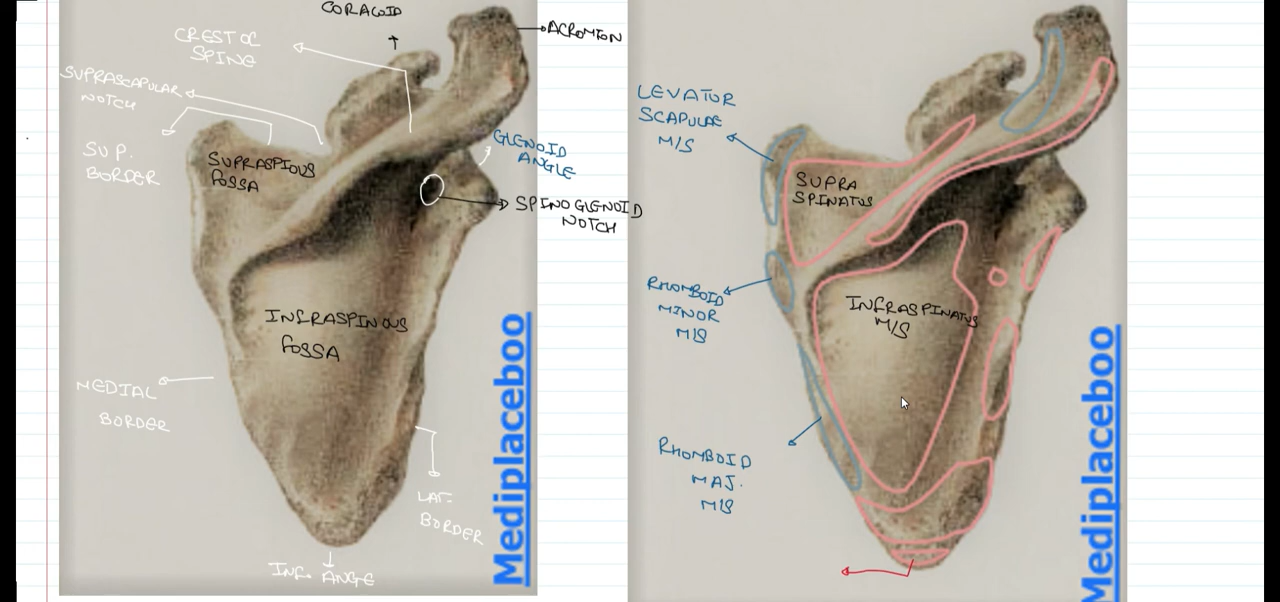 CORACOID
ACROMION
CREST OF
SPINE
SUPRASCAPULAR
NOTCH
SUP.
BORDER
SUPRASPIOUS
FOSSA
GLENOID
ANGLE
SPINOGLENOID
NOTCH
INFRASPINOUS
FOSSA
MEDIAL
BORDER
LAT.
BORDER
INF. ANGLE
Mediplaceboo
LEVATOR
SCAPULAE
M/S
SUPRA
SPINATUS
RHOMBOID
MINOR
M/S
INFRASPINATUS
M/S
RHOMBOID
MAJ.
M/S
Mediplaceboo